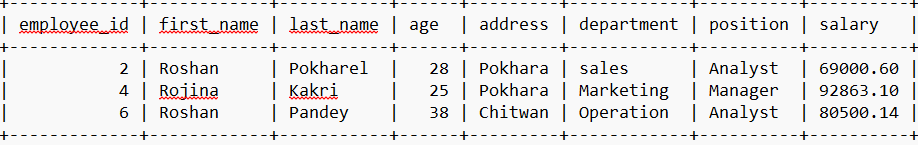 +-------------+------------+-----------+------+---------+------------+----------+----------+
| employee_id | first_name | last_name | age  | address | department | position | salary   |
+-------------+------------+-----------+------+---------+------------+----------+----------+
|           2 | Roshan     | Pokharel  |   28 | Pokhara | sales      | Analyst  | 69000.60 |
|           4 | Rojina     | Kakri     |   25 | Pokhara | Marketing  | Manager  | 92863.10 |
|           6 | Roshan     | Pandey    |   38 | Chitwan | Operation  | Analyst  | 80500.14 |
+-------------+------------+-----------+------+---------+------------+----------+----------+